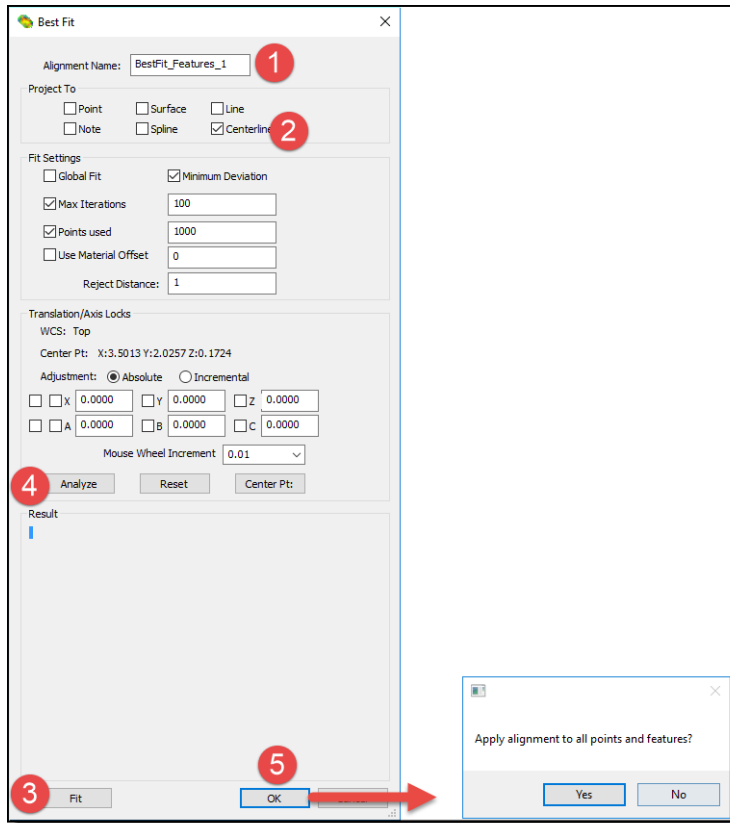 Best Fit
Alignment Name: BestFit_Features_1 1
Project To
Point Surface Line
Note Spline Centerline 2
Fit Settings
Global Fit Minimum Deviation
Max Iterations 100
Points used 1000
Use Material Offset 0
Reject Distance: 1
Translation/Axis Locks
WCS: Top
Center Pt: X:3.5013 Y:2.0257 Z:0.1724
Adjustment: Absolute Incremental
X 0.0000 Y 0.0000 Z 0.0000
A 0.0000 B 0.0000 C 0.0000
Mouse Wheel Increment 0.01
4 Analyze Reset Center Pt:
Result
5
3 Fit OK
Apply alignment to all points and features?
Yes No